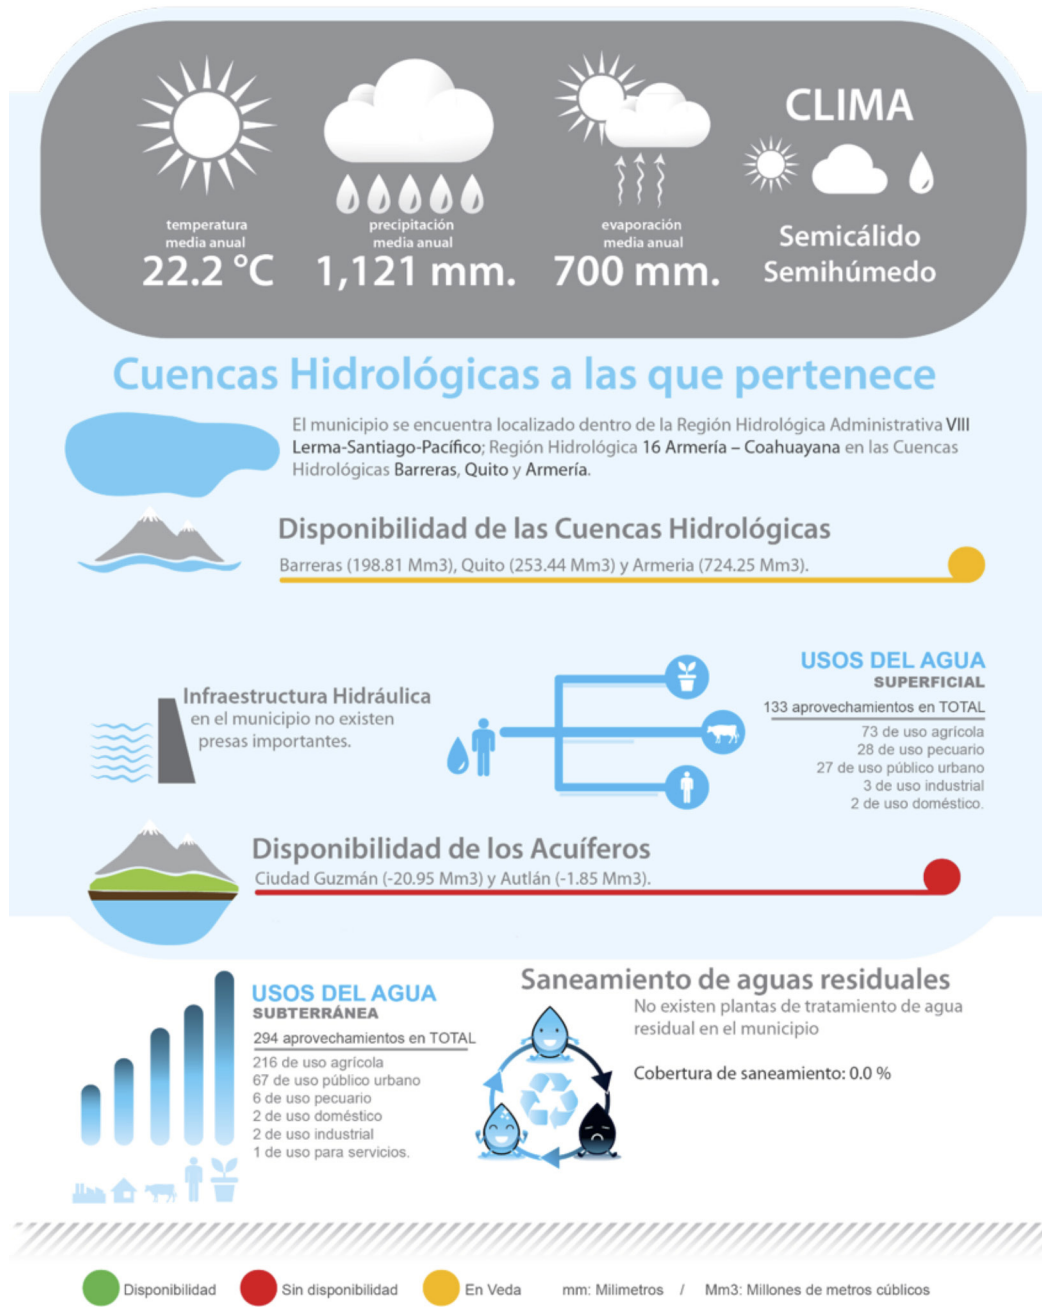 temperatura
media anual
22.2 °C
precipitación
media anual
1,121 mm.
evaporación
media anual
700 mm.
CLIMA
Semicálido
Semihúmedo
Cuencas Hidrológicas a las que pertenece
El municipio se encuentra localizado dentro de la Región Hidrológica Administrativa VIII
Lerma-Santiago-Pacífico; Región Hidrológica 16 Armería – Coahuayana en las Cuencas
Hidrológicas Barreras, Quito y Armería.
Disponibilidad de las Cuencas Hidrológicas
Barreras (198.81 Mm3), Quito (253.44 Mm3) y Armeria (724.25 Mm3).
Infraestructura Hidráulica
en el municipio no existen
presas importantes.
USOS DEL AGUA
SUPERFICIAL
133 aprovechamientos en TOTAL
73 de uso agrícola
28 de uso pecuario
27 de uso público urbano
3 de uso industrial
2 de uso doméstico.
Disponibilidad de los Acuíferos
Ciudad Guzmán (-20.95 Mm3) y Autlán (-1.85 Mm3).
USOS DEL AGUA
SUBTERRÁNEA
294 aprovechamientos en TOTAL
216 de uso agrícola
67 de uso público urbano
6 de uso pecuario
2 de uso doméstico
2 de uso industrial
1 de uso para servicios.
Saneamiento de aguas residuales
No existen plantas de tratamiento de agua
residual en el municipio
Cobertura de saneamiento: 0.0 %
Disponibilidad
Sin disponibilidad
En Veda
mm: Milimetros / Mm3: Millones de metros cúblicos